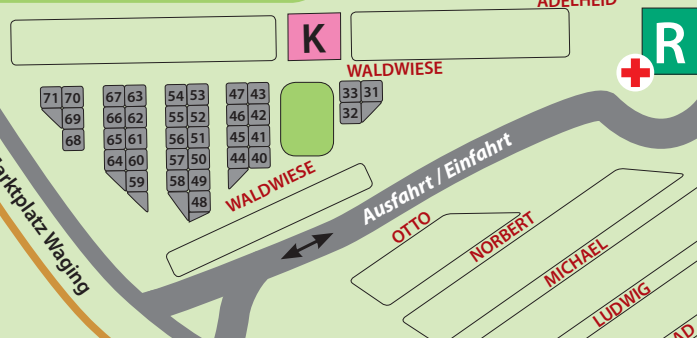 ADELHEID
K
R
WALDWIESE
71 70
69
68
67 63
66 62
65 61
64 60
59
54 53
55 52
56 51
57 50
58 49
48
47 43
46 42
45 41
44 40
33 31
32
WALDWIESE
Ausfahrt / Einfahrt
OTTO
NORBERT
MICHAEL
LUDWIG
Marktplatz Waging